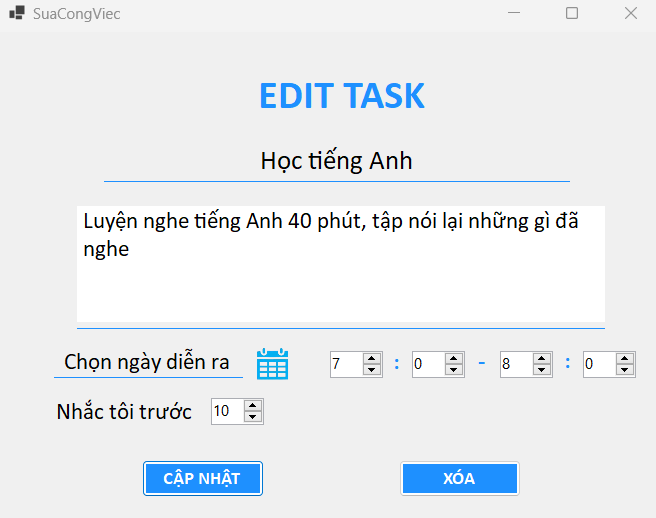 SuaCongViec
EDIT TASK
Học tiếng Anh
Luyện nghe tiếng Anh 40 phút, tập nói lại những gì đã
nghe
Chọn ngày diễn ra 7 : 0 - 8 : 0
Nhắc tôi trước 10
CẬP NHẬT XÓA